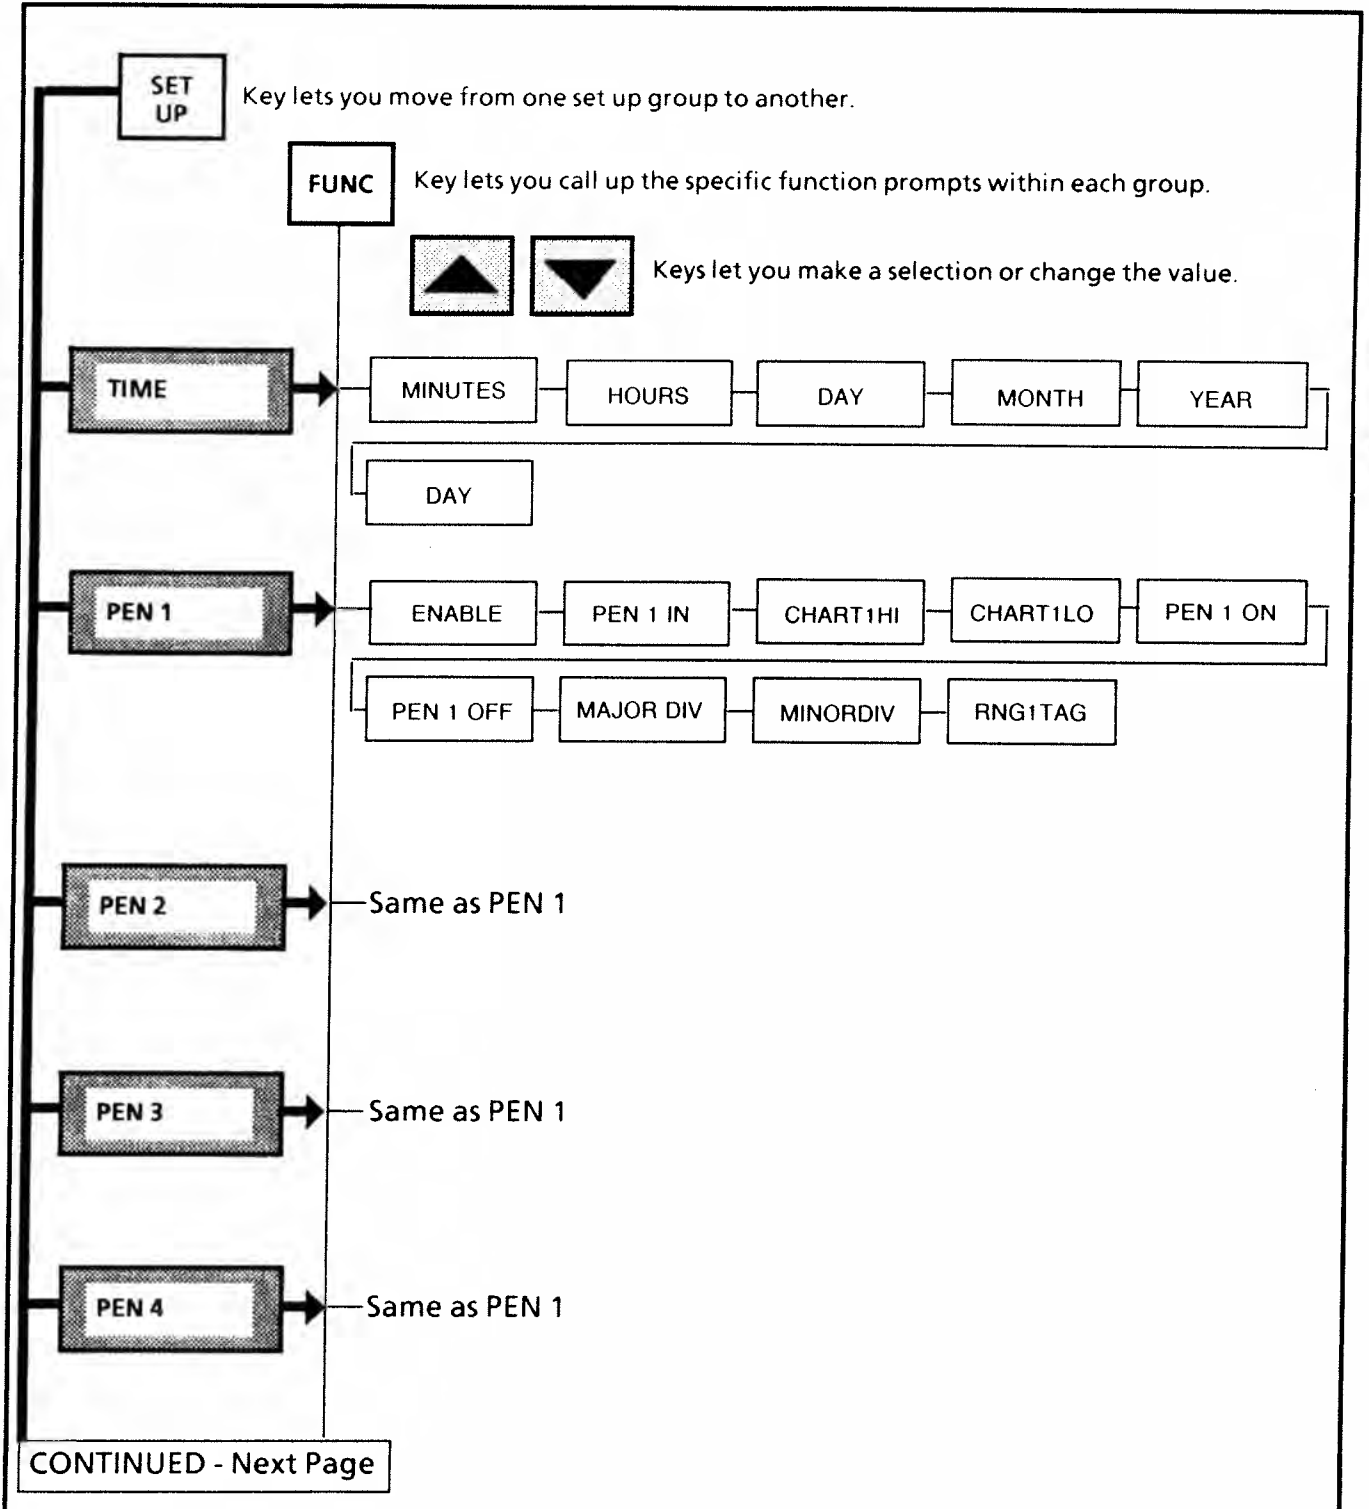 SET
UP
Key lets you move from one set up group to another.
FUNC
Key lets you call up the specific function prompts within each group.
Keys let you make a selection or change the value.
TIME
MINUTES
HOURS
DAY
MONTH
YEAR
DAY
PEN 1
ENABLE
PEN 1 IN
CHART1HI
CHART1LO
PEN 1 ON
PEN 1 OFF
MAJOR DIV
MINORDIV
RNG1TAG
PEN 2
Same as PEN 1
PEN 3
Same as PEN 1
PEN 4
Same as PEN 1
CONTINUED - Next Page